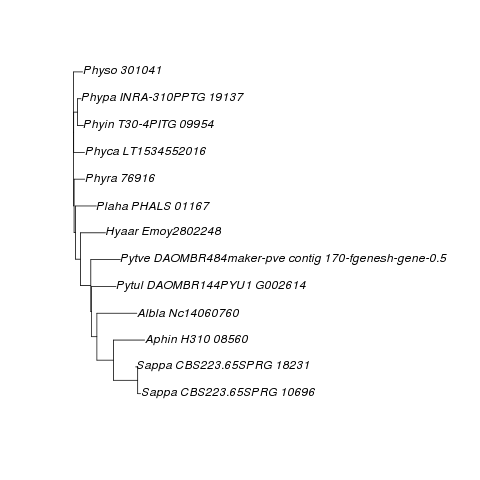 Physo 301041
Phypa INRA-310PPTG 19137
Phyin T30-4PITG 09954
Phyca LT1534552016
Phyra 76916
Plaha PHALS 01167
Hyaar Emoy2802248
Pytve DAOMBR484maker-pve contig 170-fgenesh-gene-0.5
Pytul DAOMBR144PYU1 G002614
Albla Nc14060760
Aphin H310 08560
Sappa CBS223.65SPRG 18231
Sappa CBS223.65SPRG 10696